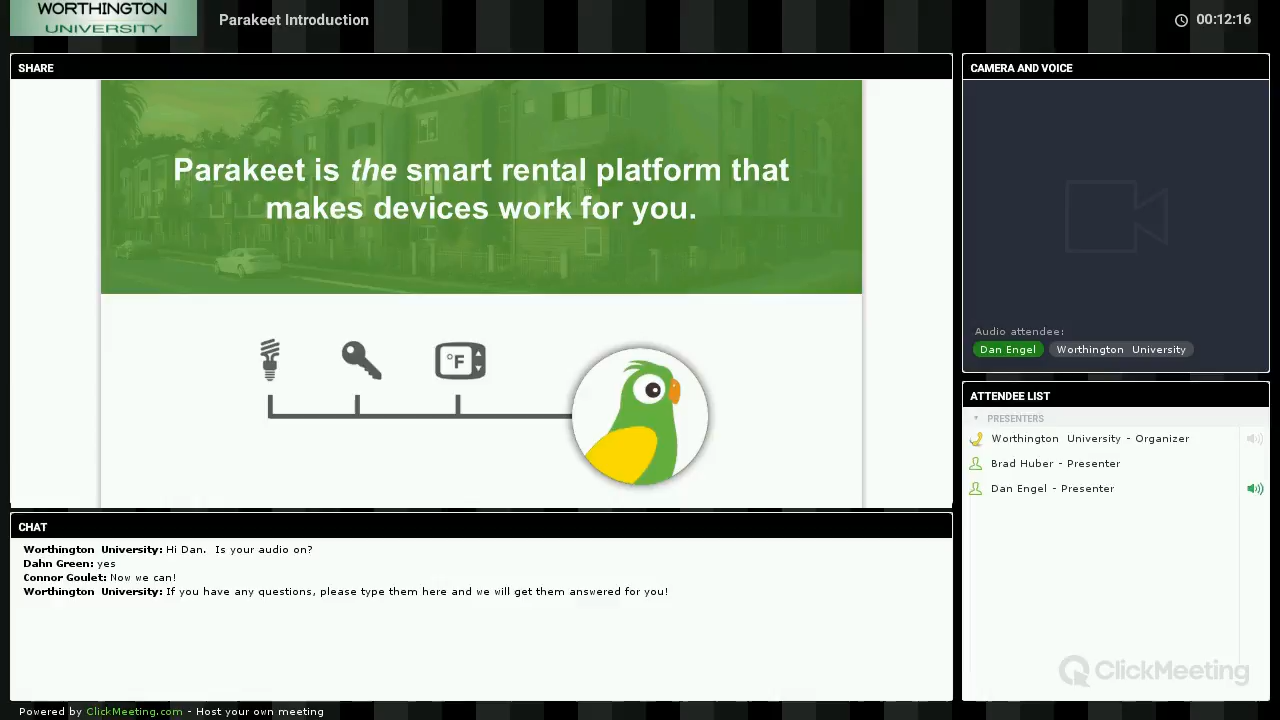 WORTHINGTON
UNIVERSITY
Parakeet Introduction
00:12:16
SHARE
Parakeet is the smart rental platform that
makes devices work for you.
°F
CAMERA AND VOICE
Audio attendee:
Dan Engel
Worthington University
ATTENDEE LIST
PRESENTERS
Worthington University - Organizer
Brad Huber - Presenter
Dan Engel - Presenter
CHAT
Worthington University: Hi Dan. Is your audio on?
Dahn Green: yes
Connor Goulet: Now we can!
Worthington University: If you have any questions, please type them here and we will get them answered for you!
ClickMeeting
Powered by ClickMeeting.com - Host your own meeting